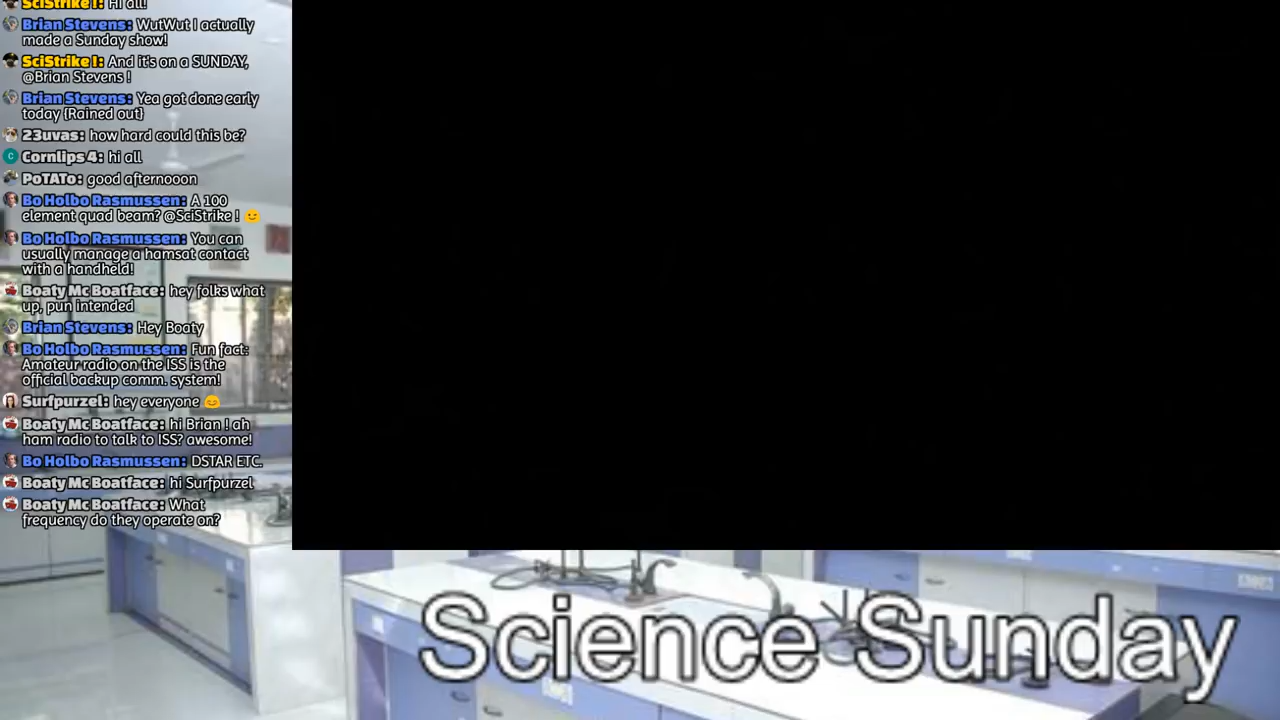 SciStrike !: Hi all!
Brian Stevens: WutWut I actually
made a Sunday show!
SciStrike !: And it's on a SUNDAY,
@Brian Stevens !
Brian Stevens: Yea got done early
today {Rained out}
23uvas: how hard could this be?
Cornlips 4: hi all
PoTATo: good afternooon
Bo Holbo Rasmussen: A 100
element quad beam? @SciStrike ! 😉
Bo Holbo Rasmussen: You can
usually manage a hamsat contact
with a handheld!
Boaty Mc Boatface: hey folks what
up, pun intended
Brian Stevens: Hey Boaty
Bo Holbo Rasmussen: Fun fact:
Amateur radio on the ISS is the
official backup comm. system!
Surfpurzel: hey everyone 😊
Boaty Mc Boatface: hi Brian ! ah
ham radio to talk to ISS? awesome!
Bo Holbo Rasmussen: DSTAR ETC.
Boaty Mc Boatface: hi Surfpurzel
Boaty Mc Boatface: What
frequency do they operate on?
Science Sunday